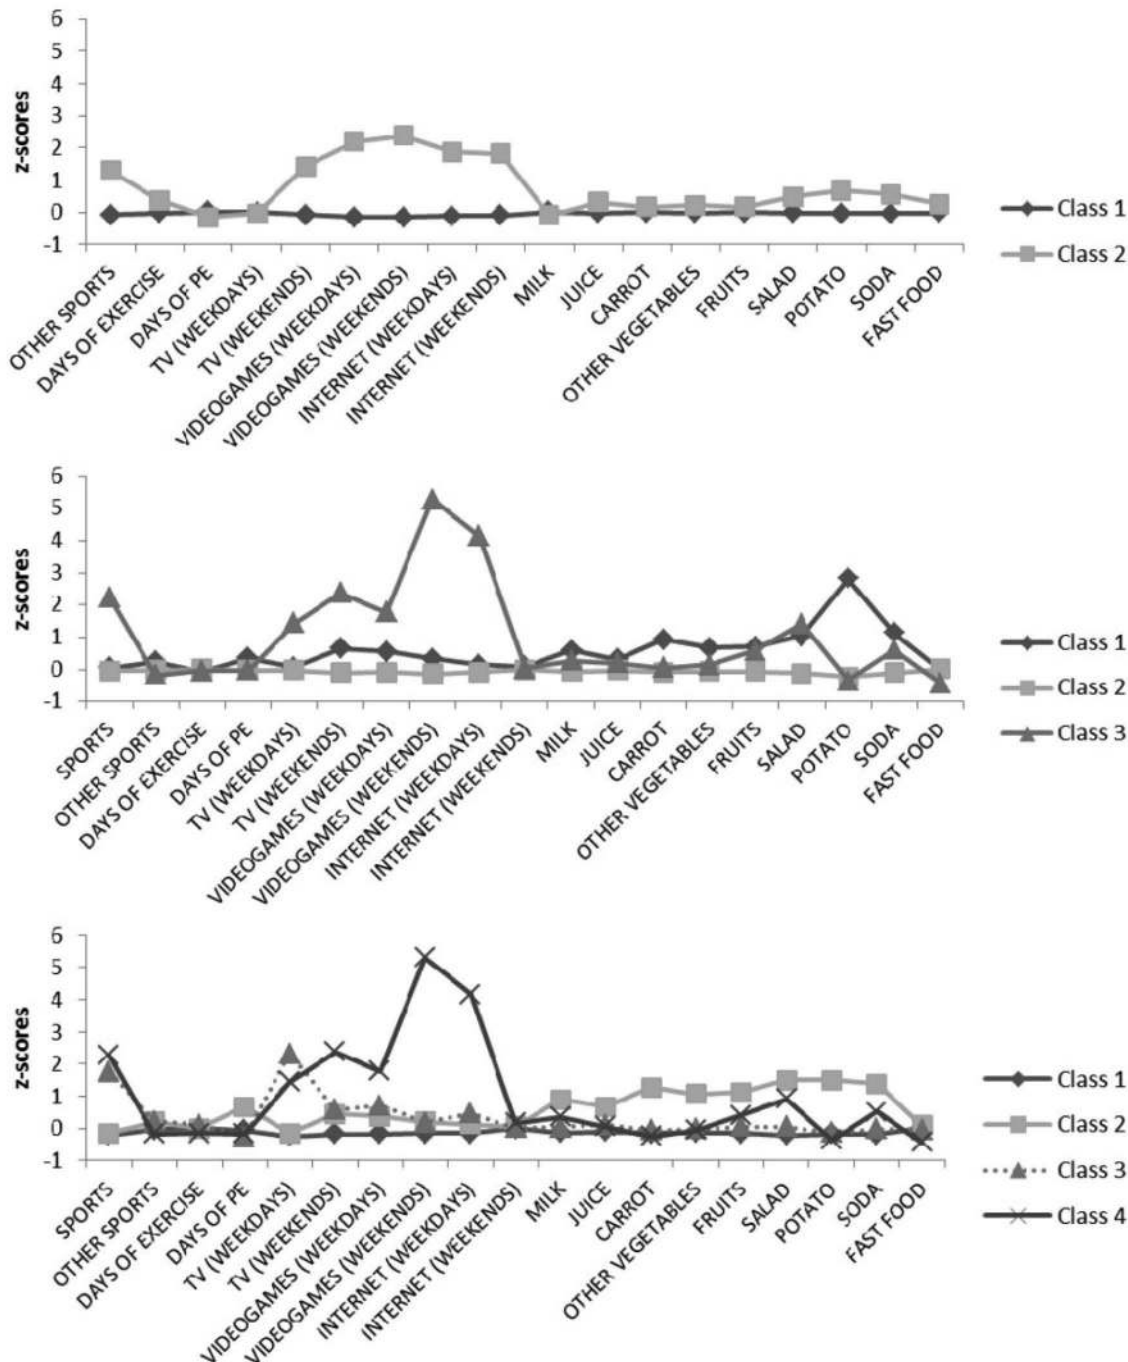 6
5
4
3
2
1
0
-1
z-scores
OTHER SPORTS
DAYS OF EXERCISE
DAYS OF PE
TV (WEEKDAYS)
TV (WEEKENDS)
VIDEOGAMES (WEEKDAYS)
VIDEOGAMES (WEEKENDS)
INTERNET (WEEKDAYS)
INTERNET (WEEKENDS)
MILK
JUICE
CARROT
OTHER VEGETABLES
FRUITS
SALAD
POTATO
SODA
FAST FOOD
Class 1
Class 2
6
5
4
3
2
1
0
-1
z-scores
SPORTS
OTHER SPORTS
DAYS OF EXERCISE
DAYS OF PE
TV (WEEKDAYS)
TV (WEEKENDS)
VIDEOGAMES (WEEKDAYS)
VIDEOGAMES (WEEKENDS)
INTERNET (WEEKDAYS)
INTERNET (WEEKENDS)
MILK
JUICE
CARROT
OTHER VEGETABLES
FRUITS
SALAD
POTATO
SODA
FAST FOOD
Class 1
Class 2
Class 3
6
5
4
3
2
1
0
-1
z-scores
SPORTS
OTHER SPORTS
DAYS OF EXERCISE
DAYS OF PE
TV (WEEKDAYS)
TV (WEEKENDS)
VIDEOGAMES (WEEKDAYS)
VIDEOGAMES (WEEKENDS)
INTERNET (WEEKDAYS)
INTERNET (WEEKENDS)
MILK
JUICE
CARROT
OTHER VEGETABLES
FRUITS
SALAD
POTATO
SODA
FAST FOOD
Class 1
Class 2
Class 3
Class 4